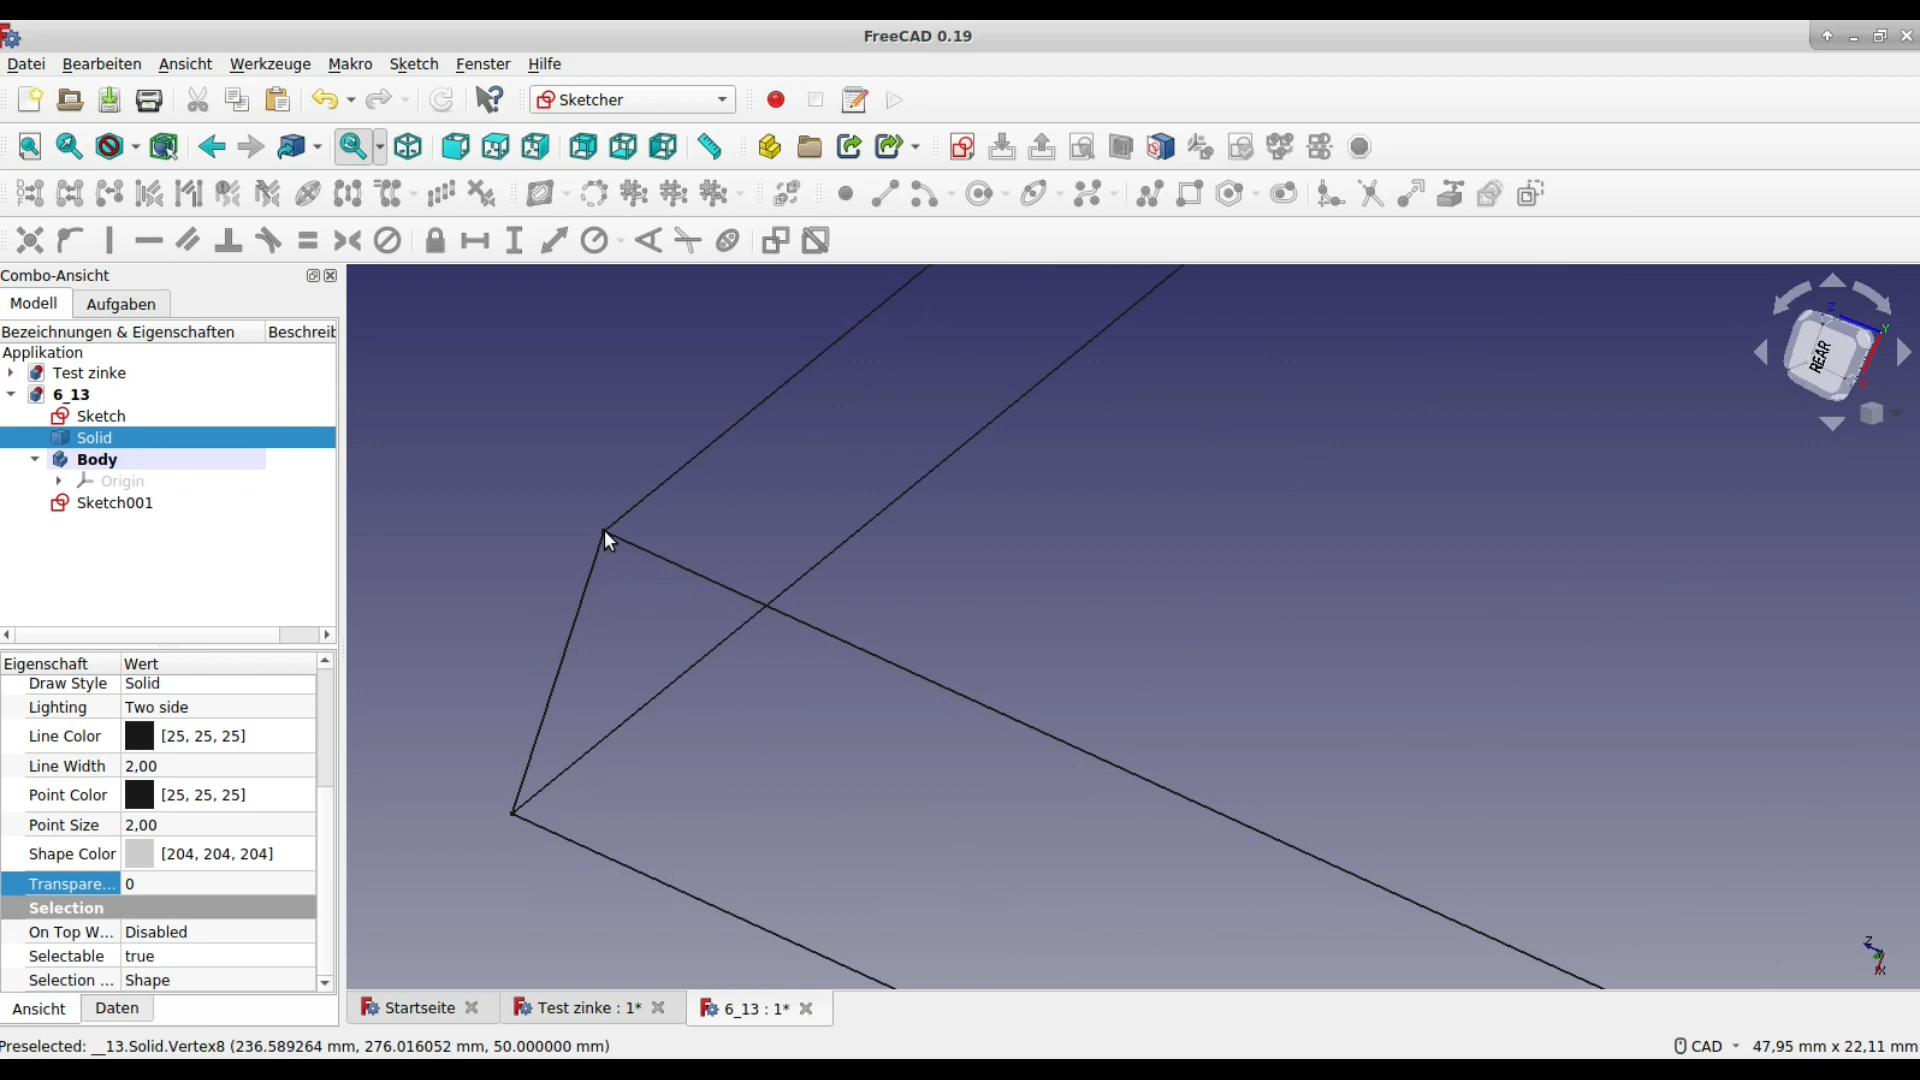 FreeCAD 0.19
Datei Bearbeiten Ansicht Werkzeuge Makro Sketch Fenster Hilfe
Sketcher
Combo-Ansicht
Modell Aufgaben
Bezeichnungen & Eigenschaften Beschreib
Applikation
Test zinke
6_13
Sketch
Solid
Body
Origin
Sketch001
Eigenschaft Wert
Draw Style Solid
Lighting Two side
Line Color [25, 25, 25]
Line Width 2,00
Point Color [25, 25, 25]
Point Size 2,00
Shape Color [204, 204, 204]
Transpare... 0
Selection
On Top W... Disabled
Selectable true
Selection ... Shape
Ansicht Daten
Z
Y
X
REAR
Z
Y
X
Startseite Test zinke : 1* 6_13 : 1*
Preselected: __13.Solid.Vertex8 (236.589264 mm, 276.016052 mm, 50.000000 mm)
CAD 47,95 mm x 22,11 mm